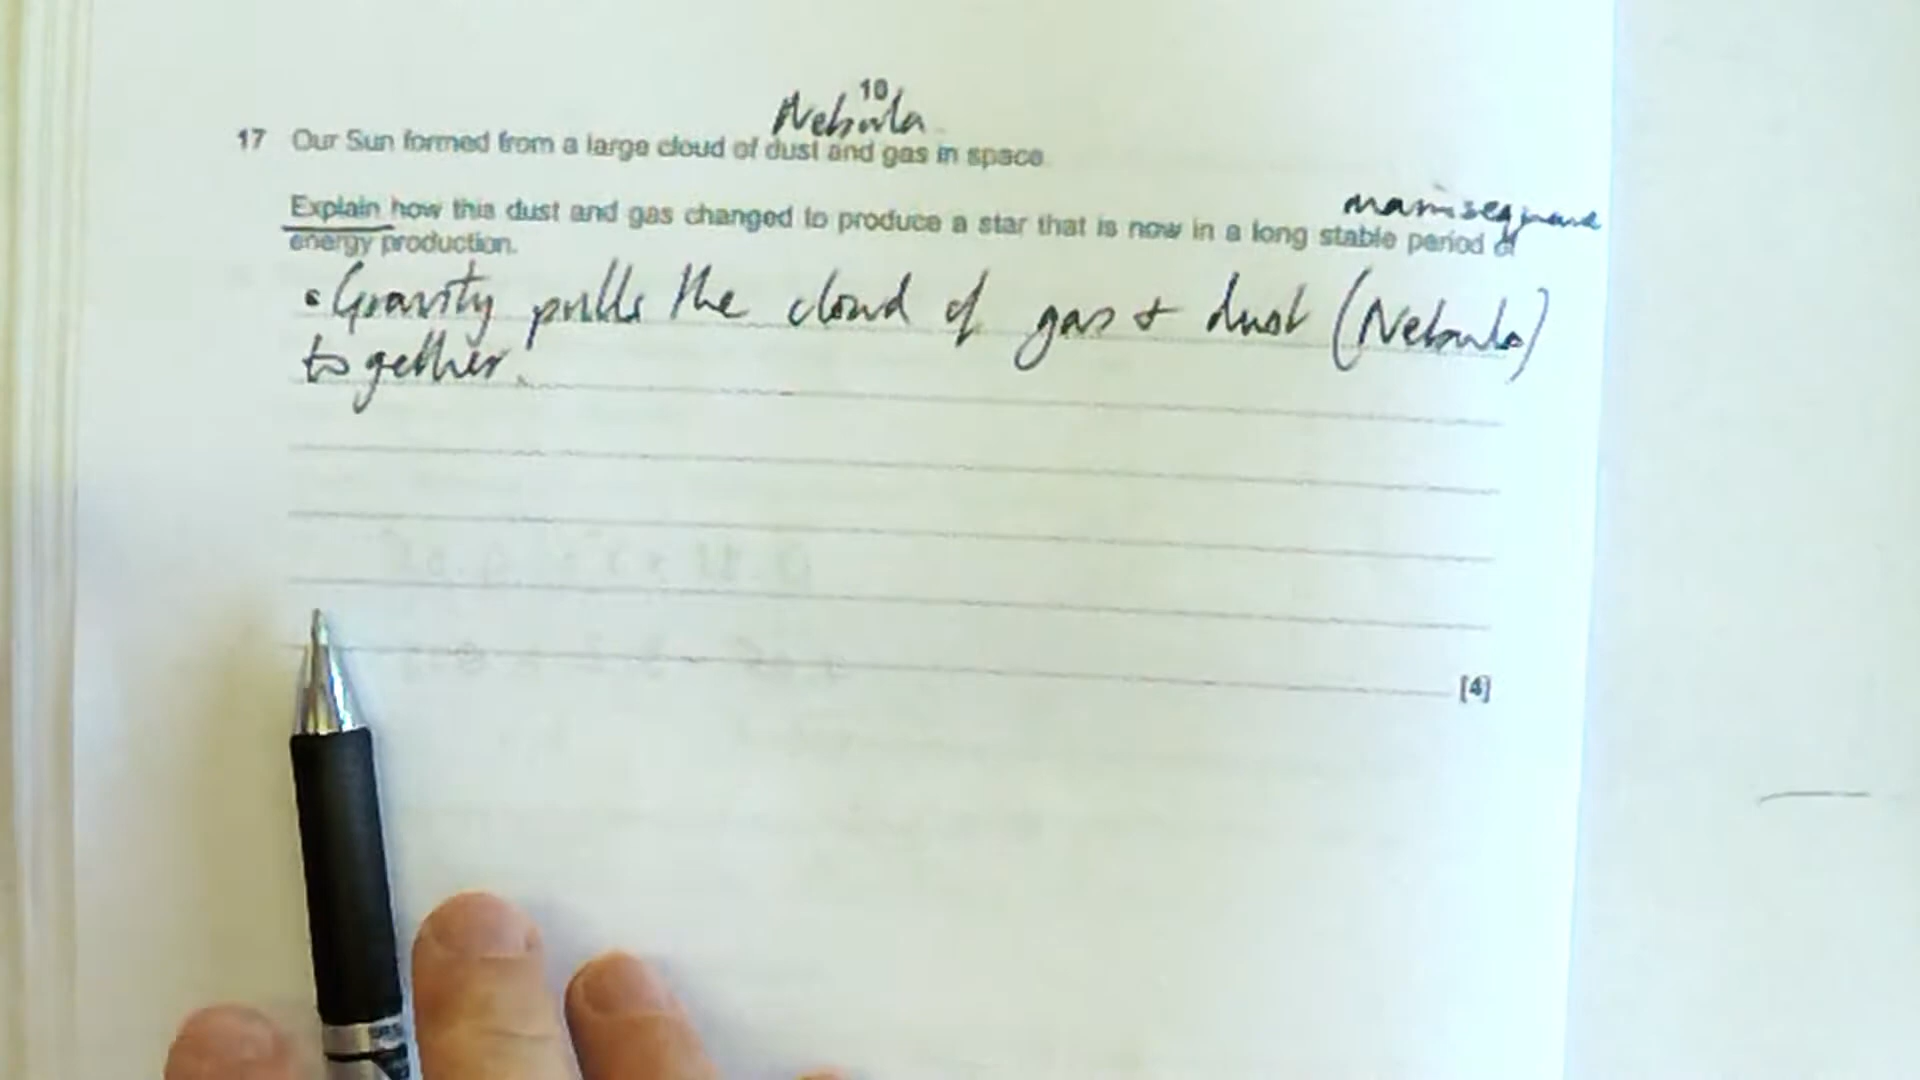 10
Nebula
17 Our Sun formed from a large cloud of dust and gas in space
main sequence
Explain how this dust and gas changed to produce a star that is now in a long stable period of
energy production.
• Gravity pulls the cloud of gas + dust (Nebula)
together.
[4]